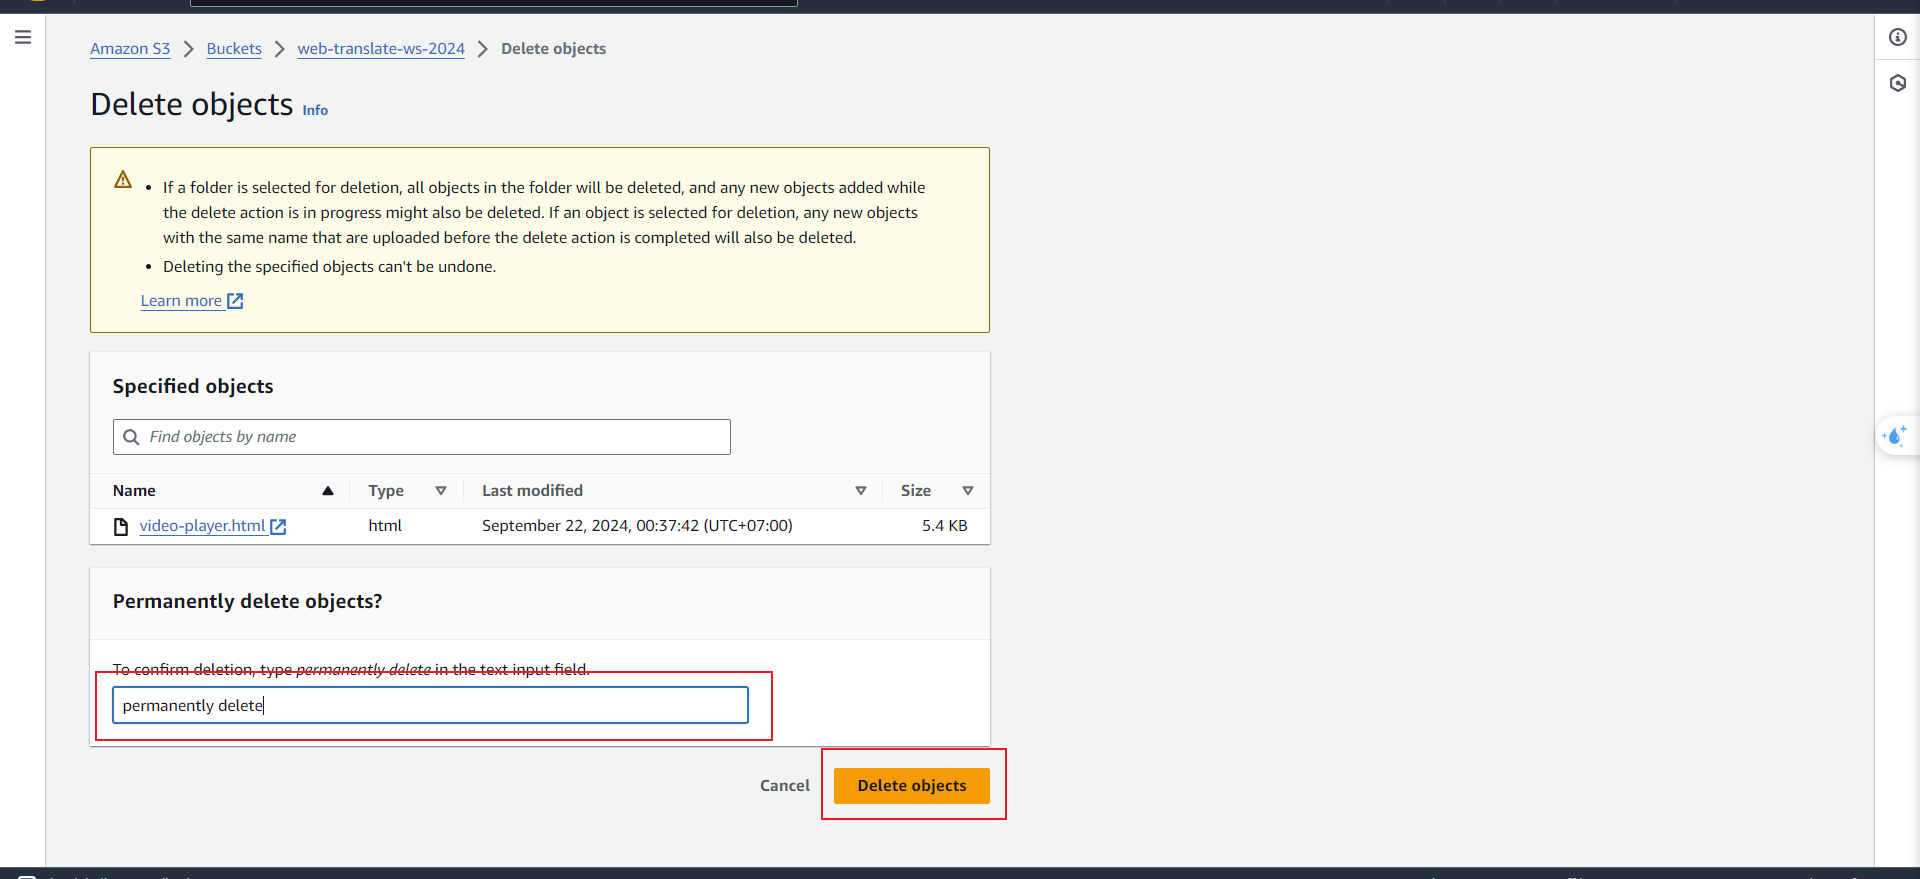 Amazon S3 > Buckets > web-translate-ws-2024 > Delete objects
Delete objects Info
• If a folder is selected for deletion, all objects in the folder will be deleted, and any new objects added while
the delete action is in progress might also be deleted. If an object is selected for deletion, any new objects
with the same name that are uploaded before the delete action is completed will also be deleted.
• Deleting the specified objects can't be undone.
Learn more
Specified objects
Find objects by name
Name Type Last modified Size
video-player.html html September 22, 2024, 00:37:42 (UTC+07:00) 5.4 KB
Permanently delete objects?
To confirm deletion, type permanently delete in the text input field.
permanently delete
Cancel Delete objects